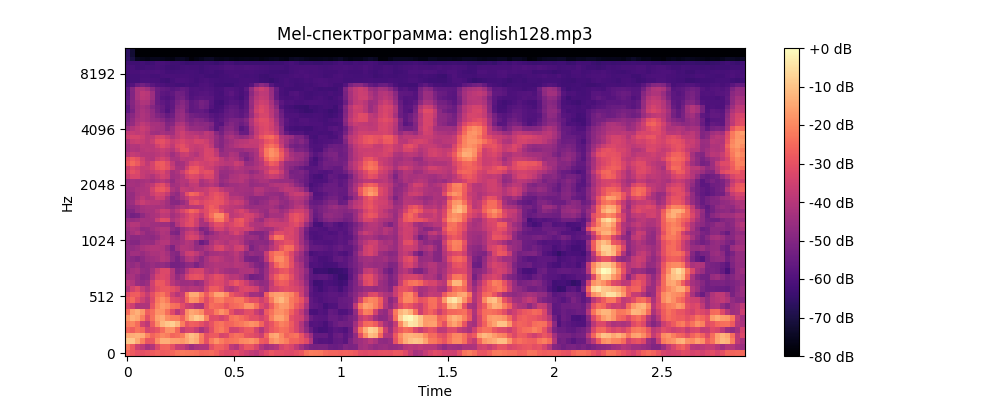 Mel-спектрограмма: english128.mp3
8192
4096
2048
1024
512
0
Hz
0
0.5
1
1.5
2
2.5
Time
+0 dB
-10 dB
-20 dB
-30 dB
-40 dB
-50 dB
-60 dB
-70 dB
-80 dB